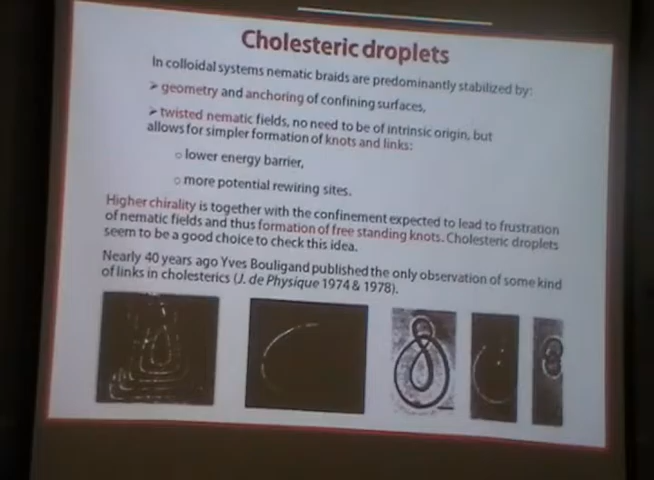 Cholesteric droplets
In colloidal systems nematic braids are predominantly stabilized by:
➢ geometry and anchoring of confining surfaces,
➢ twisted nematic fields, no need to be of intrinsic origin, but
allows for simpler formation of knots and links:
○ lower energy barrier,
○ more potential rewiring sites.
Higher chirality is together with the confinement expected to lead to frustration
of nematic fields and thus formation of free standing knots. Cholesteric droplets
seem to be a good choice to check this idea.
Nearly 40 years ago Yves Bouligand published the only observation of some kind
of links in cholesterics (J. de Physique 1974 & 1978).